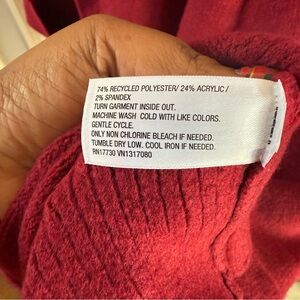 74% RECYCLED POLYESTER/ 24% ACRYLIC /
2% SPANDEX
TURN GARMENT INSIDE OUT.
MACHINE WASH COLD WITH LIKE COLORS.
GENTLE CYCLE.
ONLY NON CHLORINE BLEACH IF NEEDED.
TUMBLE DRY LOW. COOL IRON IF NEEDED.
RN17730 VN1317080